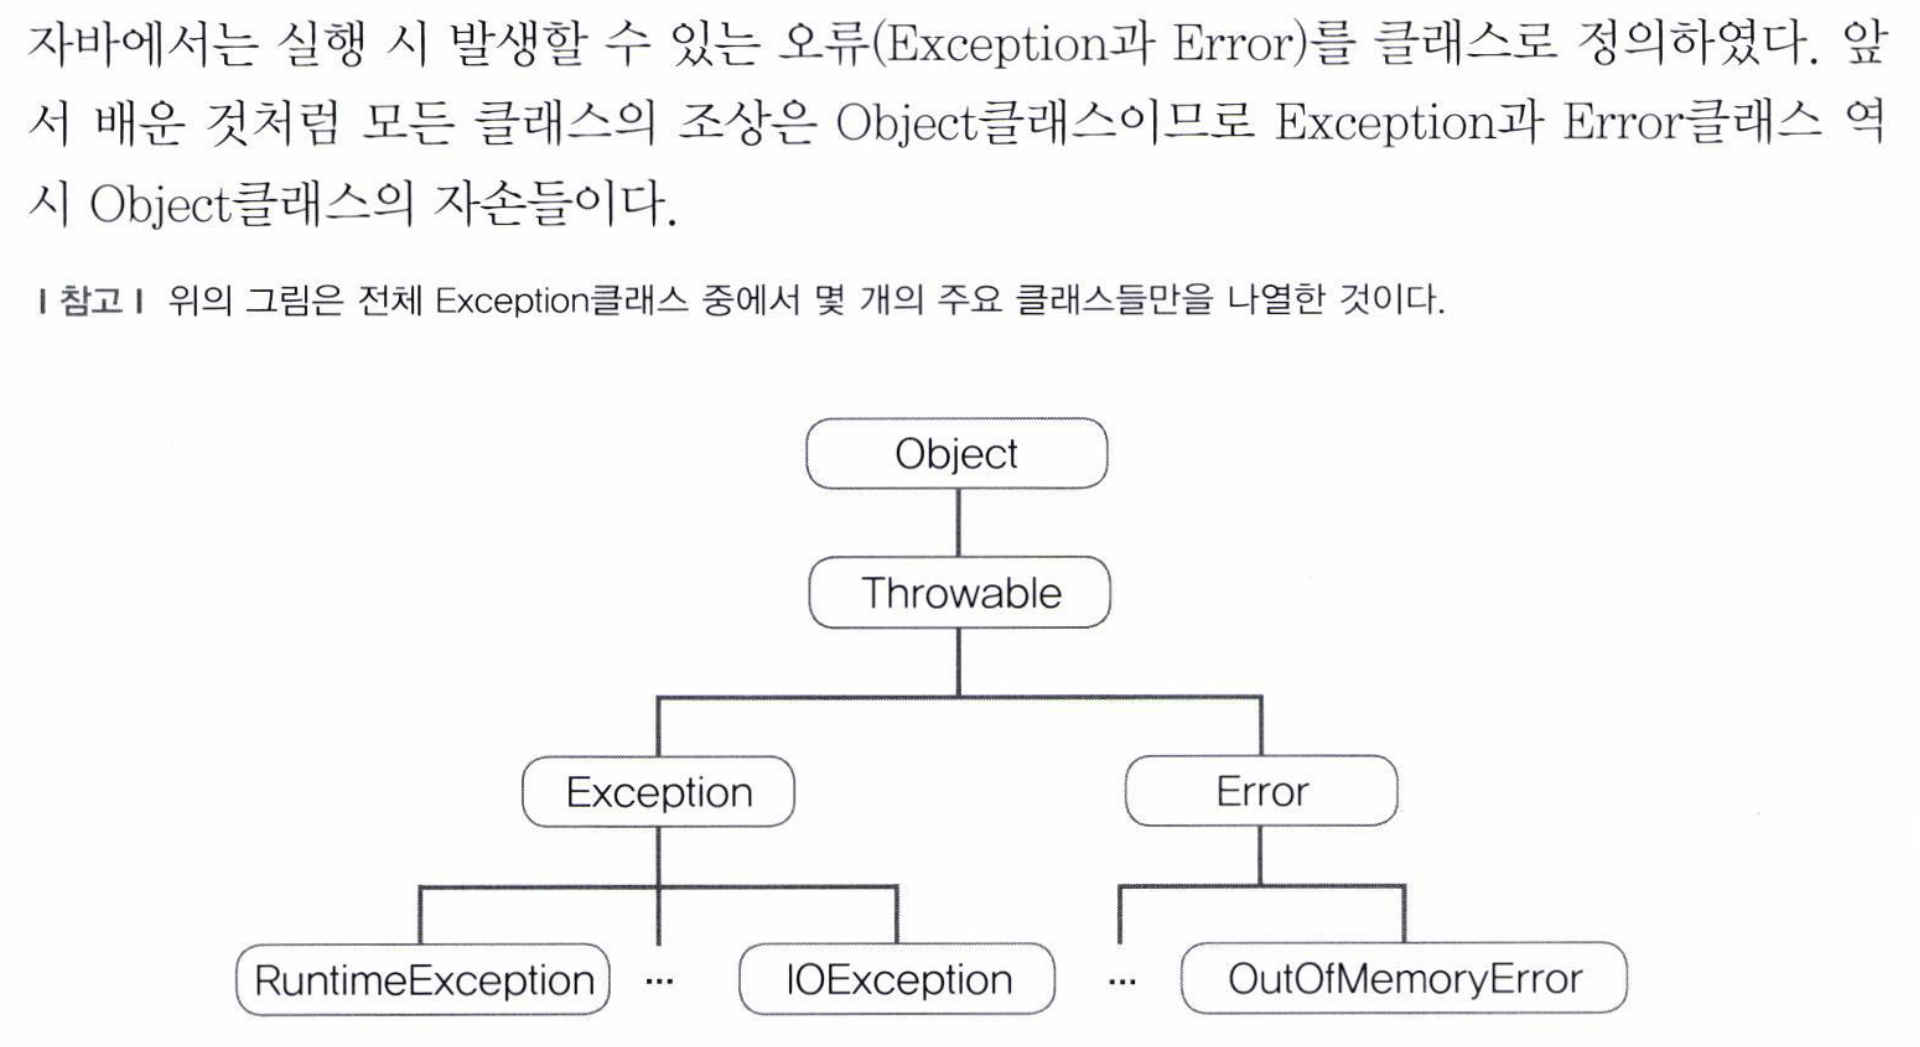 자바에서는 실행 시 발생할 수 있는 오류(Exception과 Error)를 클래스로 정의하였다. 앞
서 배운 것처럼 모든 클래스의 조상은 Object클래스이므로 Exception과 Error클래스 역
시 Object클래스의 자손들이다.
| 참고 | 위의 그림은 전체 Exception클래스 중에서 몇 개의 주요 클래스들만을 나열한 것이다.
Object
Throwable
Exception Error
RuntimeException ... IOException ... OutOfMemoryError